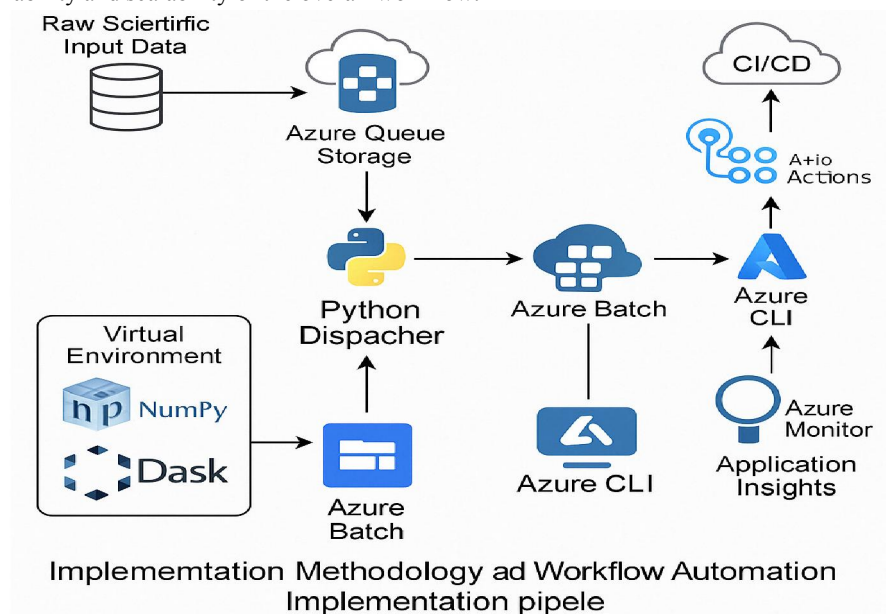 Raw Sciertirfic
Input Data
Azure Queue
Storage
CI/CD
A+io
Actions
Python
Dispacher
Azure Batch
Azure
CLI
Virtual
Environment
np NumPy
Dask
Azure
Batch
Azure CLI
Azure
Monitor
Application
Insights
Implememtation Methodology ad Workflow Automation
Implementation pipele